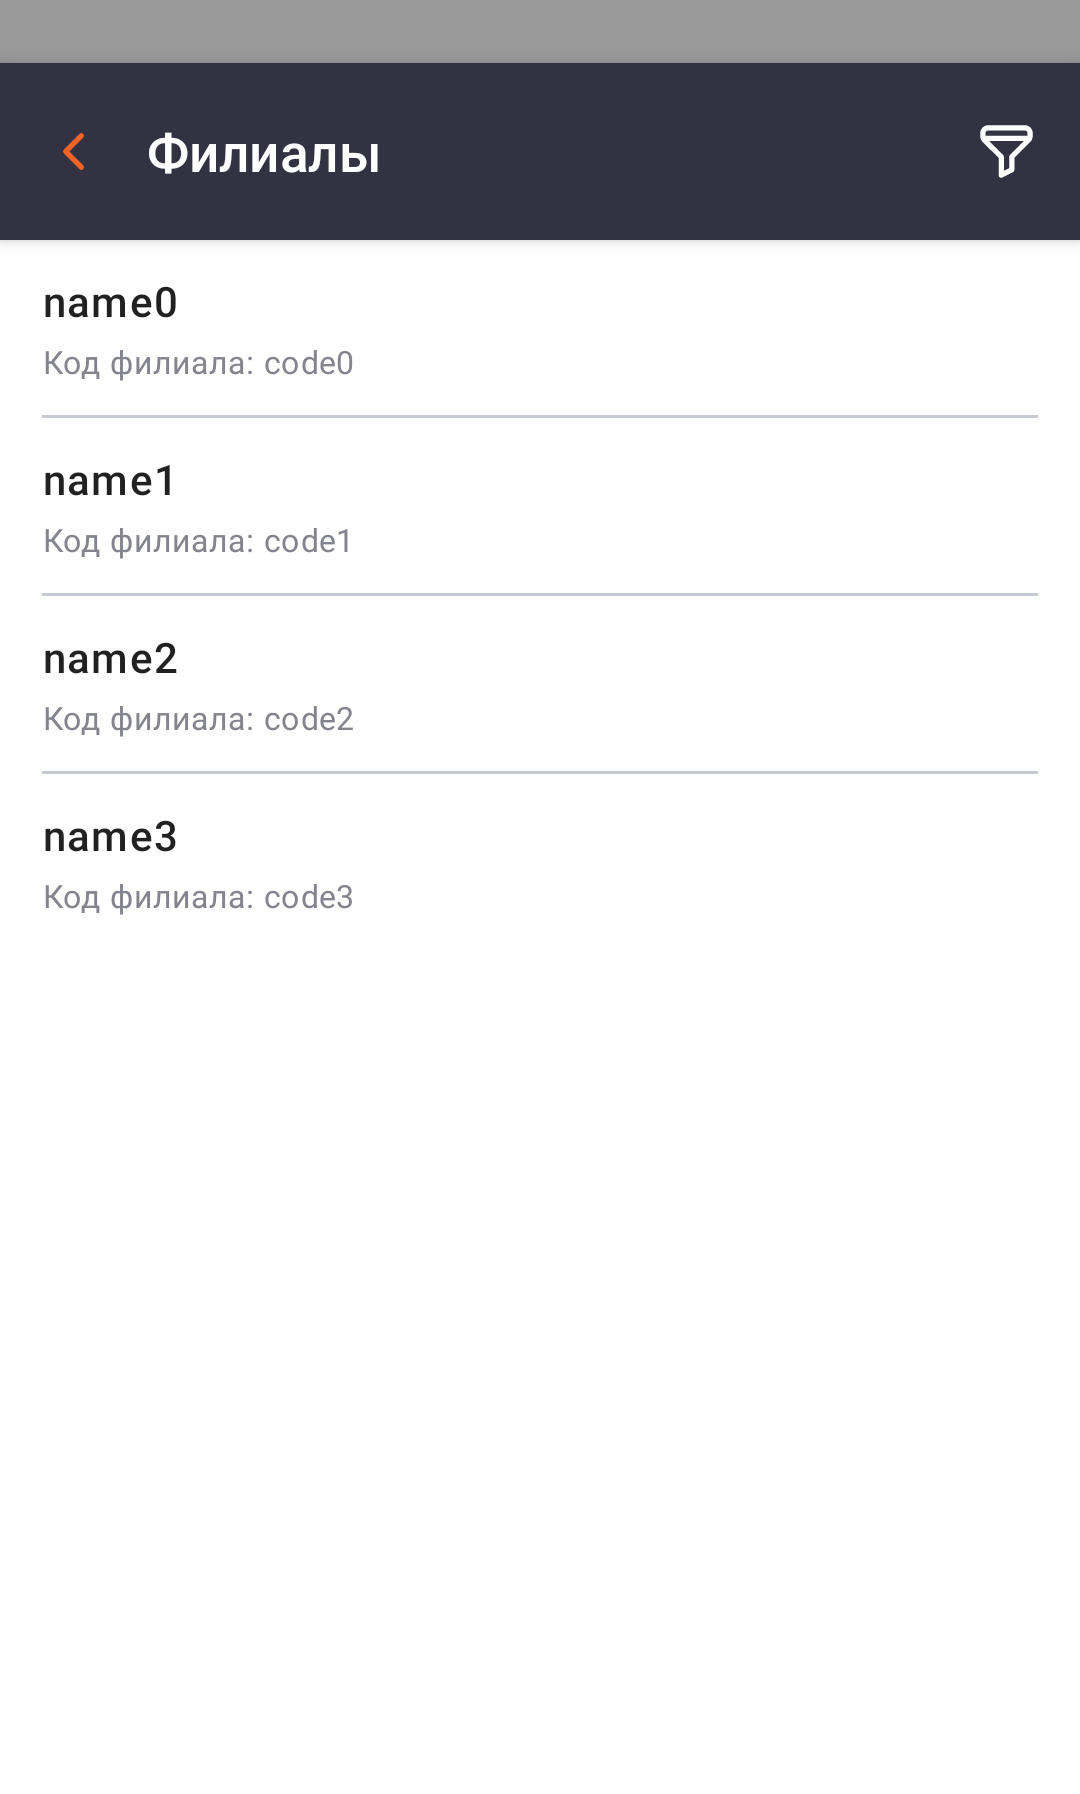 Филиалы
name0
Код филиала: code0
name1
Код филиала: code1
name2
Код филиала: code2
name3
Код филиала: code3